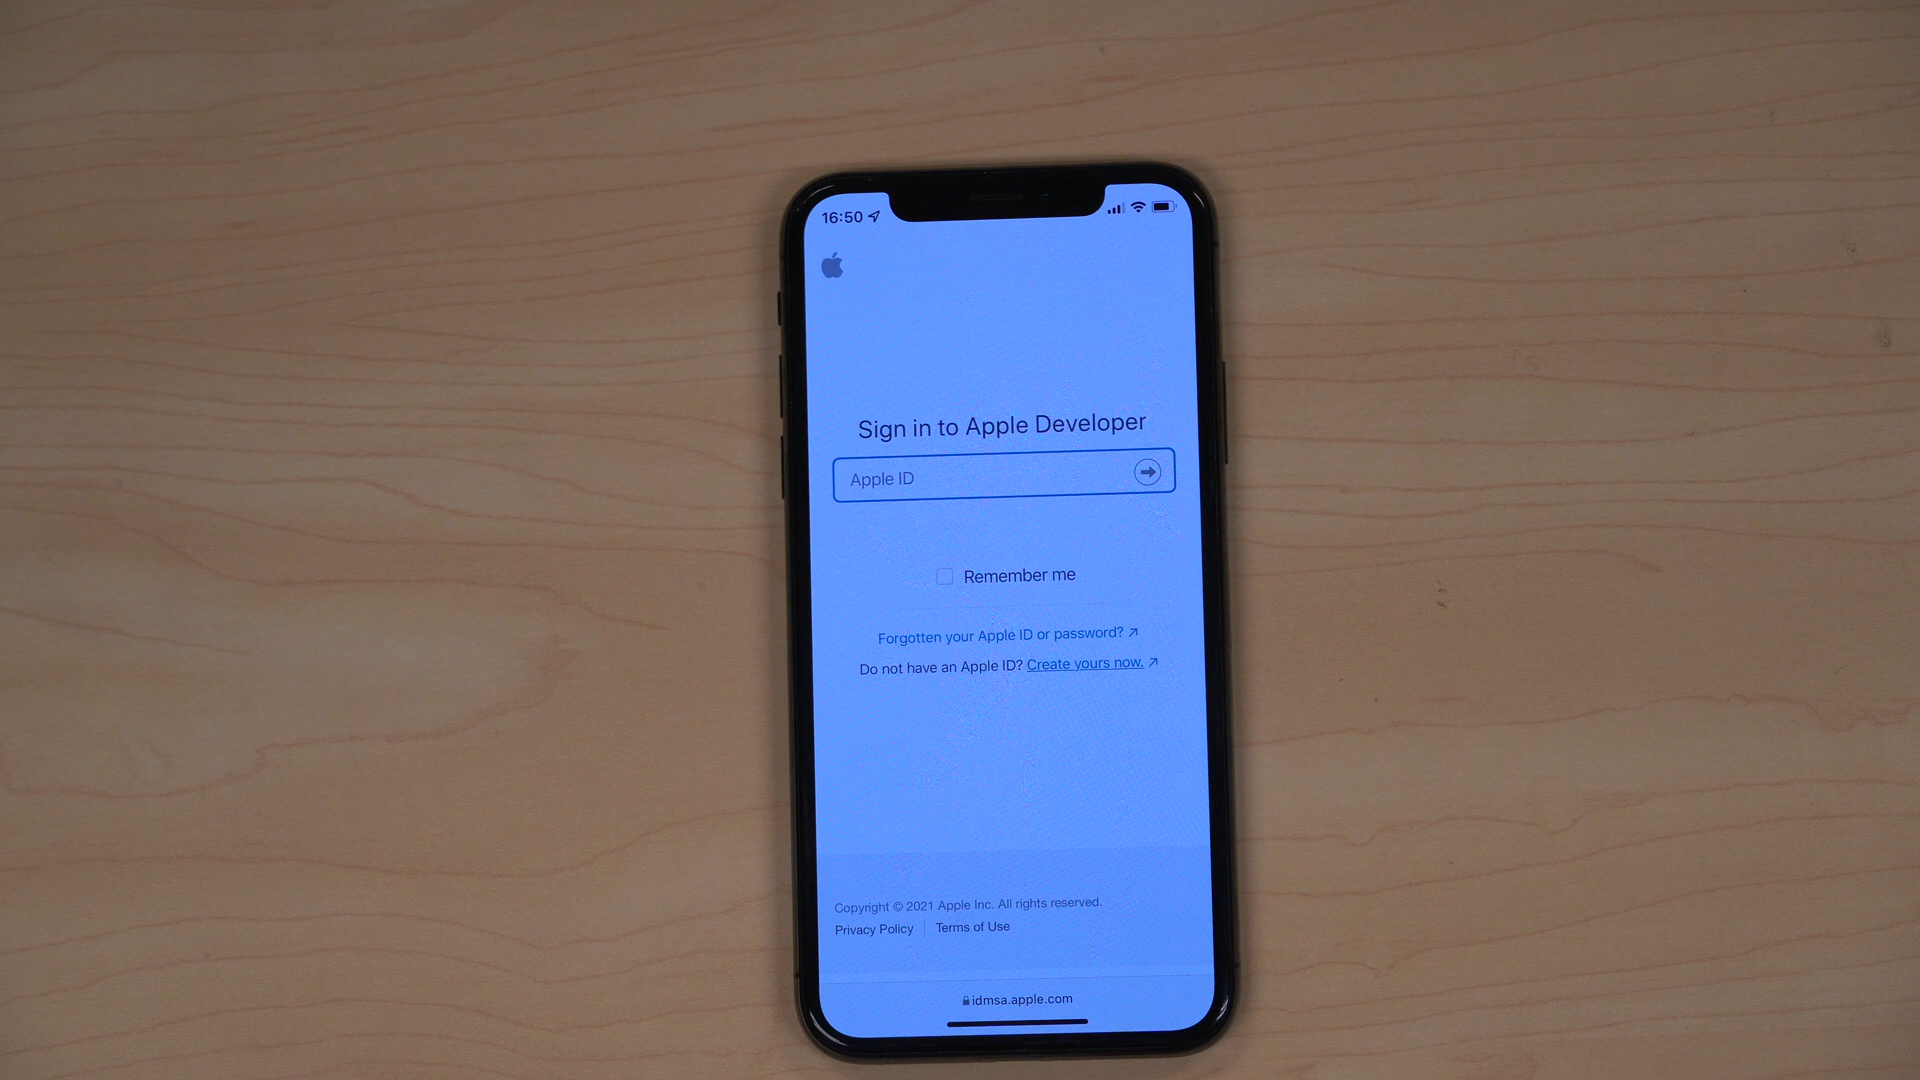 16:50
Sign in to Apple Developer
Apple ID
Remember me
Forgotten your Apple ID or password?
Do not have an Apple ID? Create yours now.
Copyright © 2021 Apple Inc. All rights reserved.
Privacy Policy
Terms of Use
idmsa.apple.com